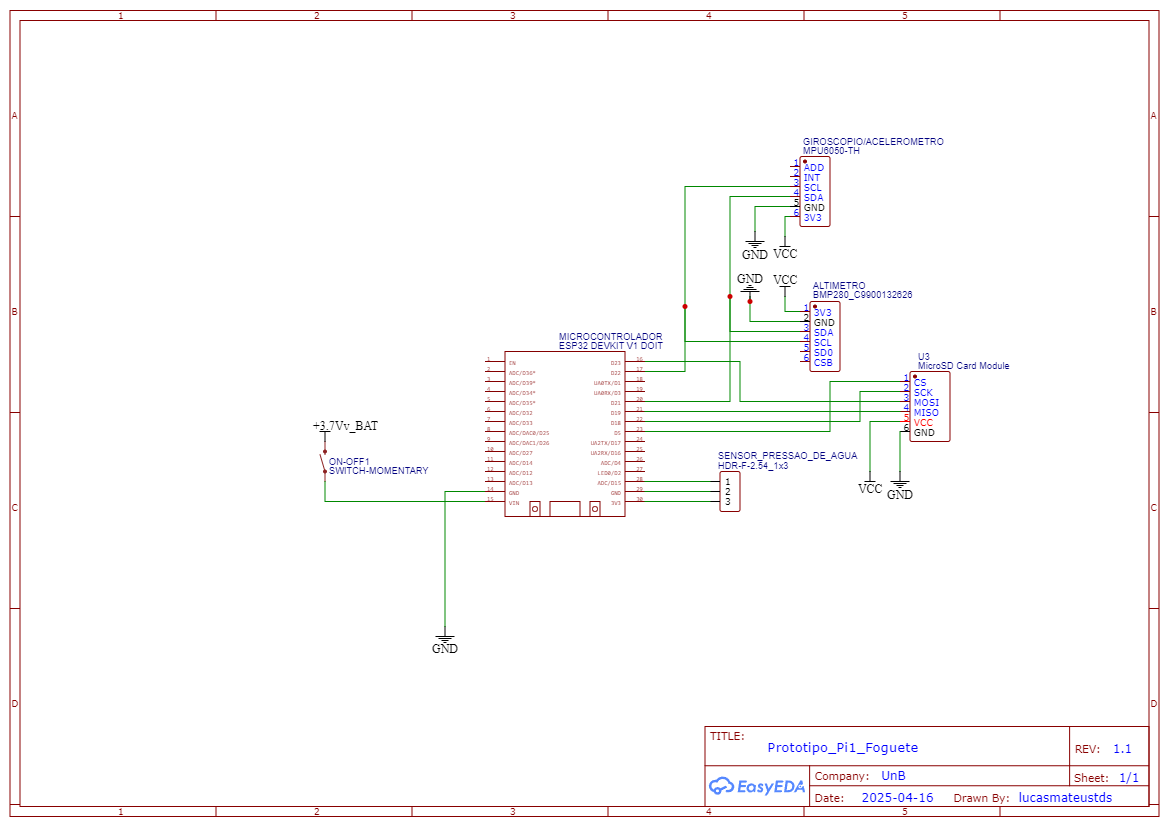 1 2 3 4 5
A A
GIROSCOPIO/ACELEROMETRO
MPU6050-TH
1 ADD
2 INT
3 SCL
4 SDA
5 GND
6 3V3
GND VCC
B B
GND VCC
ALTIMETRO
BMP280_C9900132626
1 3V3
2 GND
3 SDA
4 SCL
5 SD0
6 CSB
MICROCONTROLADOR
ESP32 DEVKIT V1 DOIT
1 EN D23 16
2 ADC/D36* D22 17
3 ADC/D39* UA0TX/D1 18
4 ADC/D34* UA0RX/D3 19
5 ADC/D35* D21 20
6 ADC/D32 D19 21
7 ADC/D33 D18 22
8 ADC/DAC0/D25 D5 23
9 ADC/DAC1/D26 UA2TX/D17 24
10 ADC/D27 UA2RX/D16 25
11 ADC/D14 ADC/D4 26
12 ADC/D12 LED0/D2 27
13 ADC/D13 ADC/D15 28
14 GND GND 29
15 VIN 3V3 30
U3
MicroSD Card Module
1 CS
2 SCK
3 MOSI
4 MISO
5 VCC
6 GND
VCC GND
+3.7Vv_BAT
ON-OFF1
SWITCH-MOMENTARY
SENSOR_PRESSAO_DE_AGUA
HDR-F-2.54_1x3
1
2
3
C C
GND
D D
TITLE:
Prototipo_Pi1_Foguete
REV: 1.1
EasyEDA
Company: UnB
Sheet: 1/1
Date: 2025-04-16 Drawn By: lucasmateustds
1 2 3 4 5